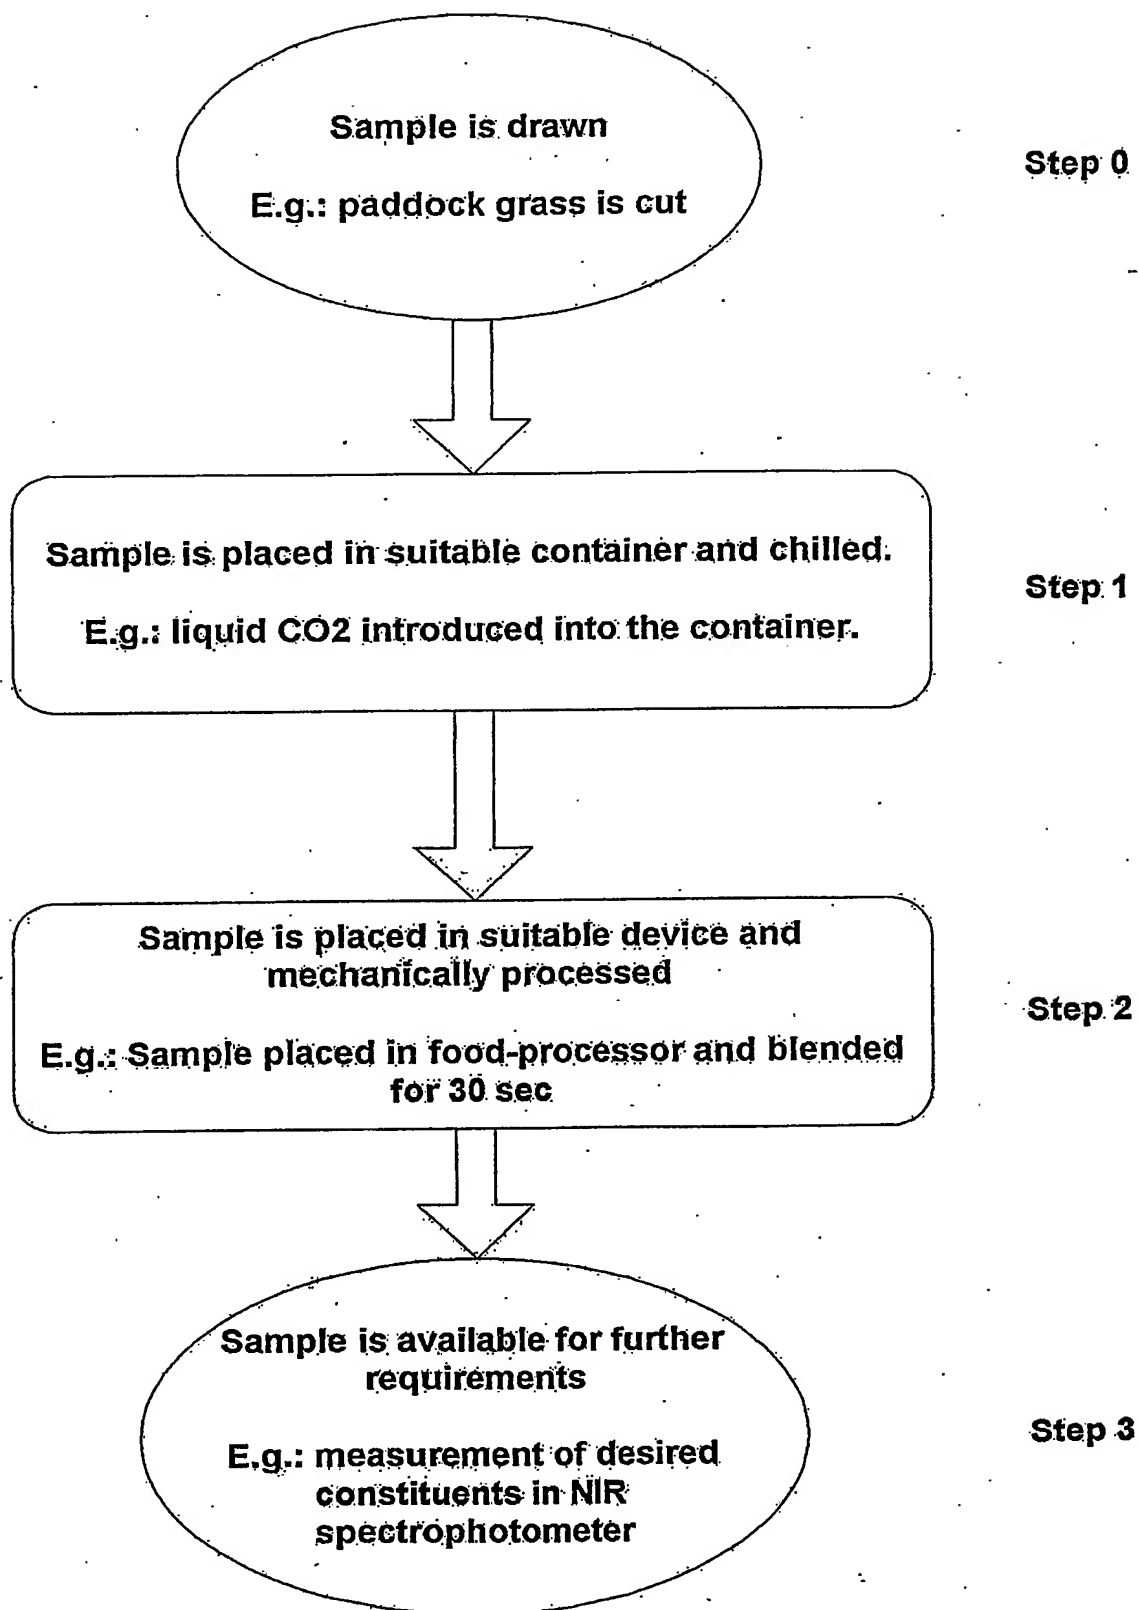 Sample is drawn
E.g.: paddock grass is cut
Step 0
Sample is placed in suitable container and chilled.
E.g.: liquid CO2 introduced into the container.
Step 1
Sample is placed in suitable device and
mechanically processed
E.g.: Sample placed in food-processor and blended
for 30 sec
Step 2
Sample is available for further
requirements
E.g.: measurement of desired
constituents in NIR
spectrophotometer
Step 3